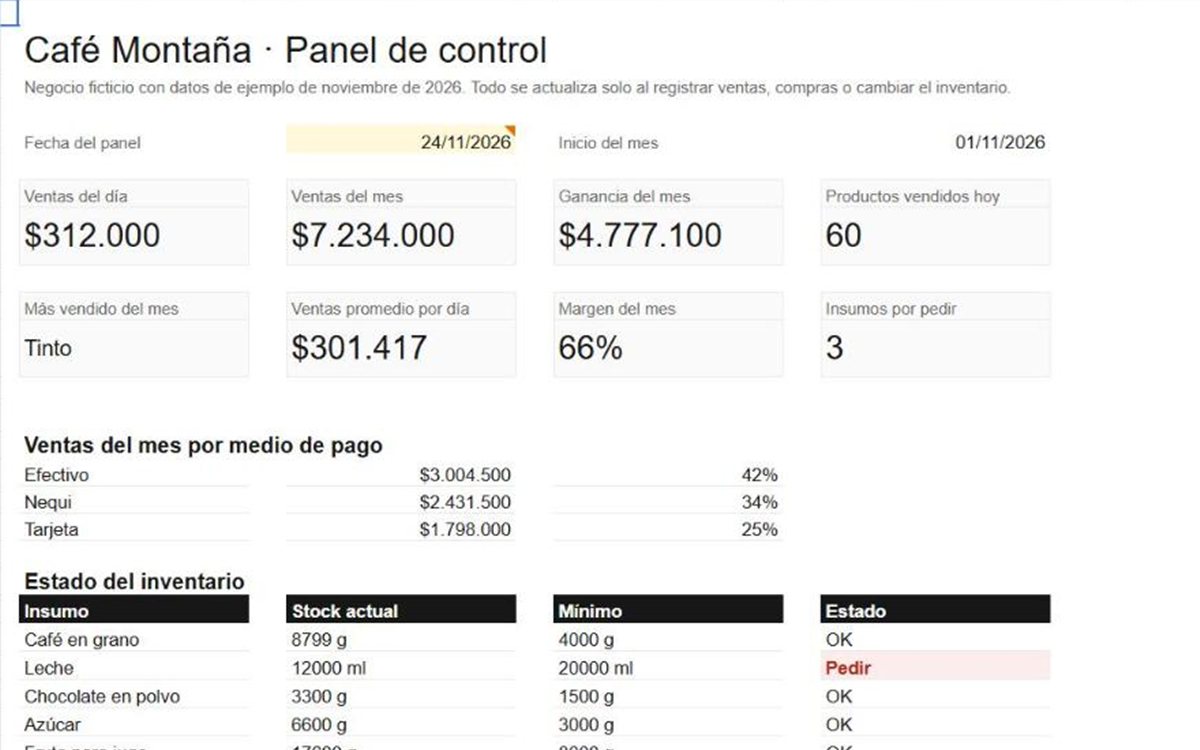 Café Montaña · Panel de control
Negocio ficticio con datos de ejemplo de noviembre de 2026. Todo se actualiza solo al registrar ventas, compras o cambiar el inventario.
Fecha del panel 24/11/2026 Inicio del mes 01/11/2026
Ventas del día Ventas del mes Ganancia del mes Productos vendidos hoy
$312.000 $7.234.000 $4.777.100 60
Más vendido del mes Ventas promedio por día Margen del mes Insumos por pedir
Tinto $301.417 66% 3
Ventas del mes por medio de pago
Efectivo $3.004.500 42%
Nequi $2.431.500 34%
Tarjeta $1.798.000 25%
Estado del inventario
Insumo Stock actual Mínimo Estado
Café en grano 8799 g 4000 g OK
Leche 12000 ml 20000 ml Pedir
Chocolate en polvo 3300 g 1500 g OK
Azúcar 6600 g 3000 g OK